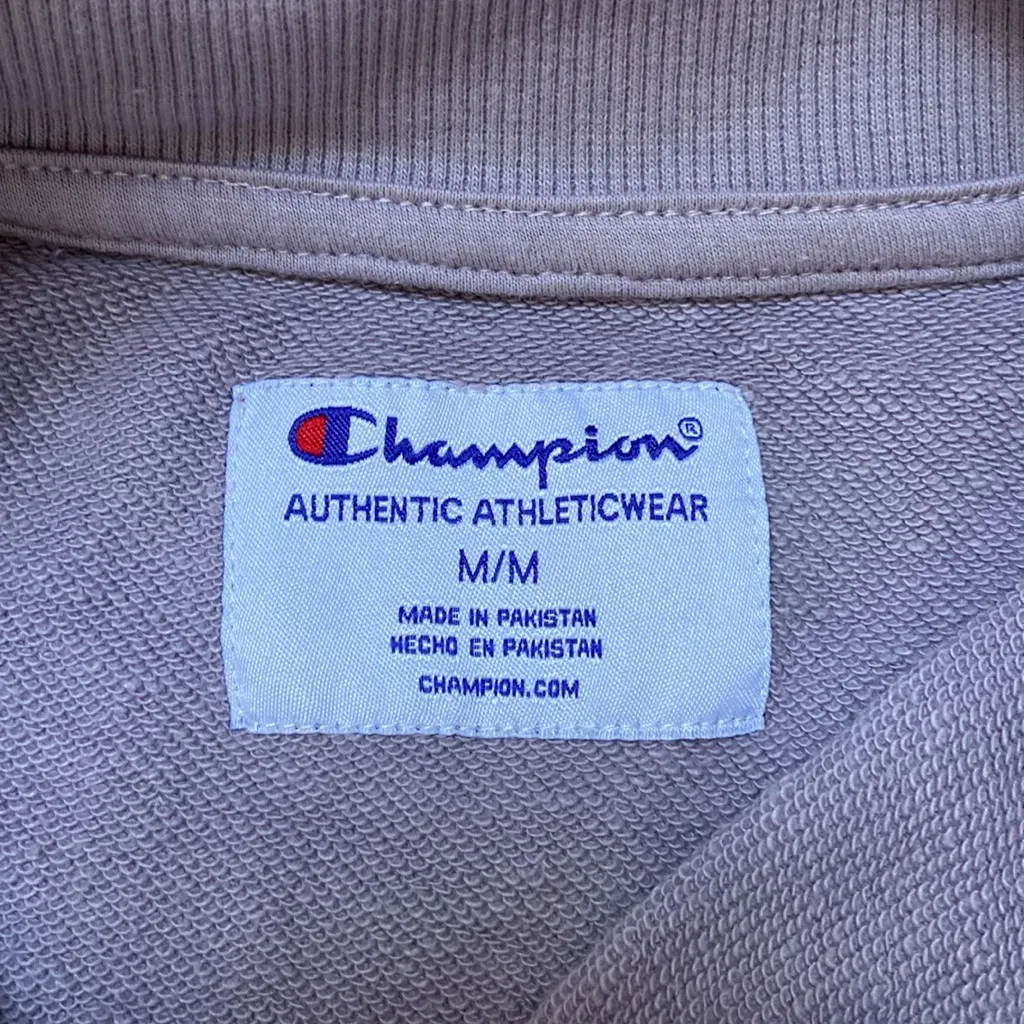 Champion®
AUTHENTIC ATHLETICWEAR
M/M
MADE IN PAKISTAN
HECHO EN PAKISTAN
CHAMPION.COM